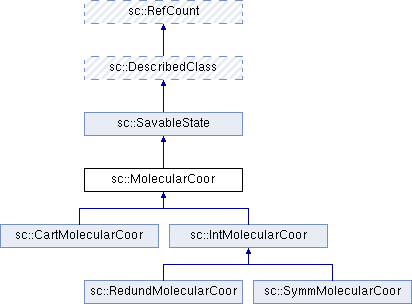 sc::RefCount
sc::DescribedClass
sc::SavableState
sc::MolecularCoor
sc::CartMolecularCoor sc::IntMolecularCoor
sc::RedundMolecularCoor sc::SymmMolecularCoor